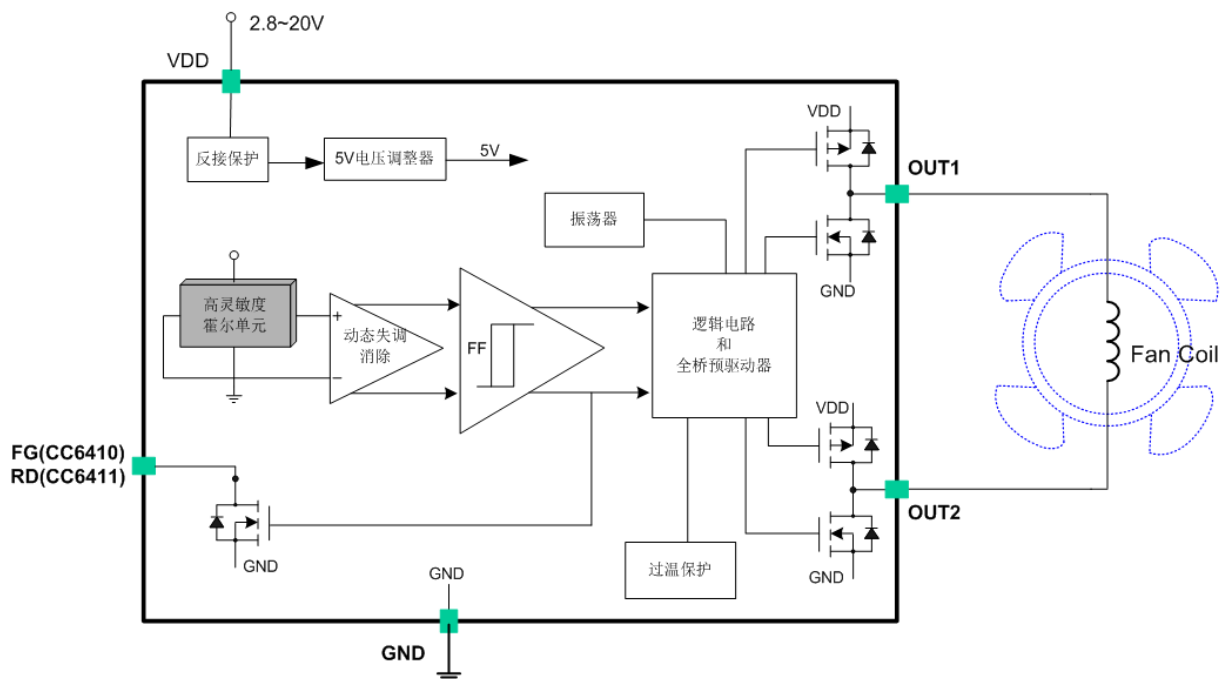 2.8~20V
VDD
反接保护
5V电压调整器
5V
VDD
OUT1
振荡器
GND
高灵敏度
霍尔单元
+
−
动态失调
消除
FF
逻辑电路
和
全桥预驱动器
Fan Coil
VDD
FG(CC6410)
RD(CC6411)
OUT2
GND
GND
过温保护
GND
GND